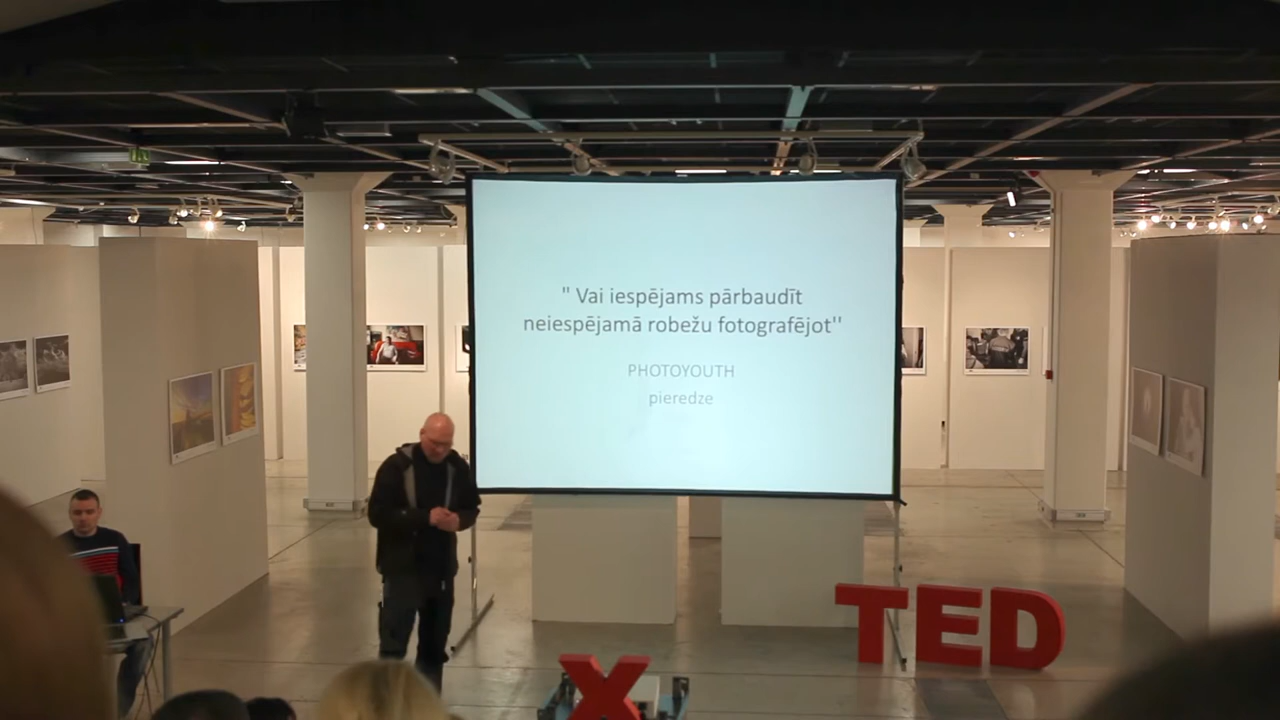 " Vai iespējams pārbaudīt
neiespējamā robežu fotografējot"
PHOTOYOUTH
pieredze
TED
X